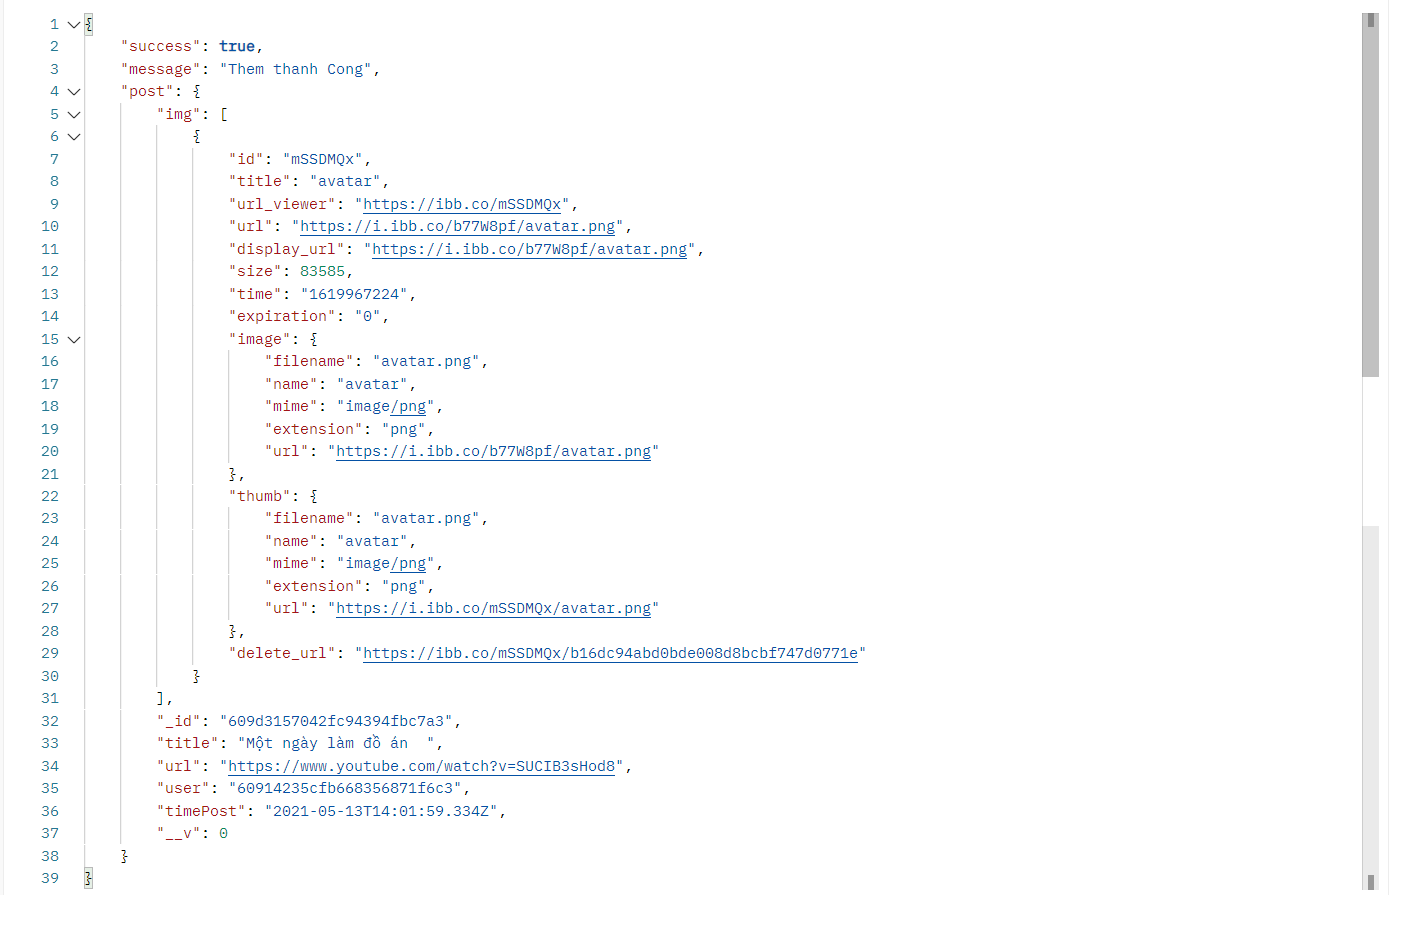 1 {
2 "success": true,
3 "message": "Them thanh Cong",
4 "post": {
5 "img": [
6 {
7 "id": "mSSDMQx",
8 "title": "avatar",
9 "url_viewer": "https://ibb.co/mSSDMQx",
10 "url": "https://i.ibb.co/b77W8pf/avatar.png",
11 "display_url": "https://i.ibb.co/b77W8pf/avatar.png",
12 "size": 83585,
13 "time": "1619967224",
14 "expiration": "0",
15 "image": {
16 "filename": "avatar.png",
17 "name": "avatar",
18 "mime": "image/png",
19 "extension": "png",
20 "url": "https://i.ibb.co/b77W8pf/avatar.png"
21 },
22 "thumb": {
23 "filename": "avatar.png",
24 "name": "avatar",
25 "mime": "image/png",
26 "extension": "png",
27 "url": "https://i.ibb.co/mSSDMQx/avatar.png"
28 },
29 "delete_url": "https://ibb.co/mSSDMQx/b16dc94abd0bde008d8bcbf747d0771e"
30 }
31 ],
32 "_id": "609d3157042fc94394fbc7a3",
33 "title": "Một ngày làm đồ án  ",
34 "url": "https://www.youtube.com/watch?v=SUCIB3sHod8",
35 "user": "60914235cfb668356871f6c3",
36 "timePost": "2021-05-13T14:01:59.334Z",
37 "__v": 0
38 }
39 }